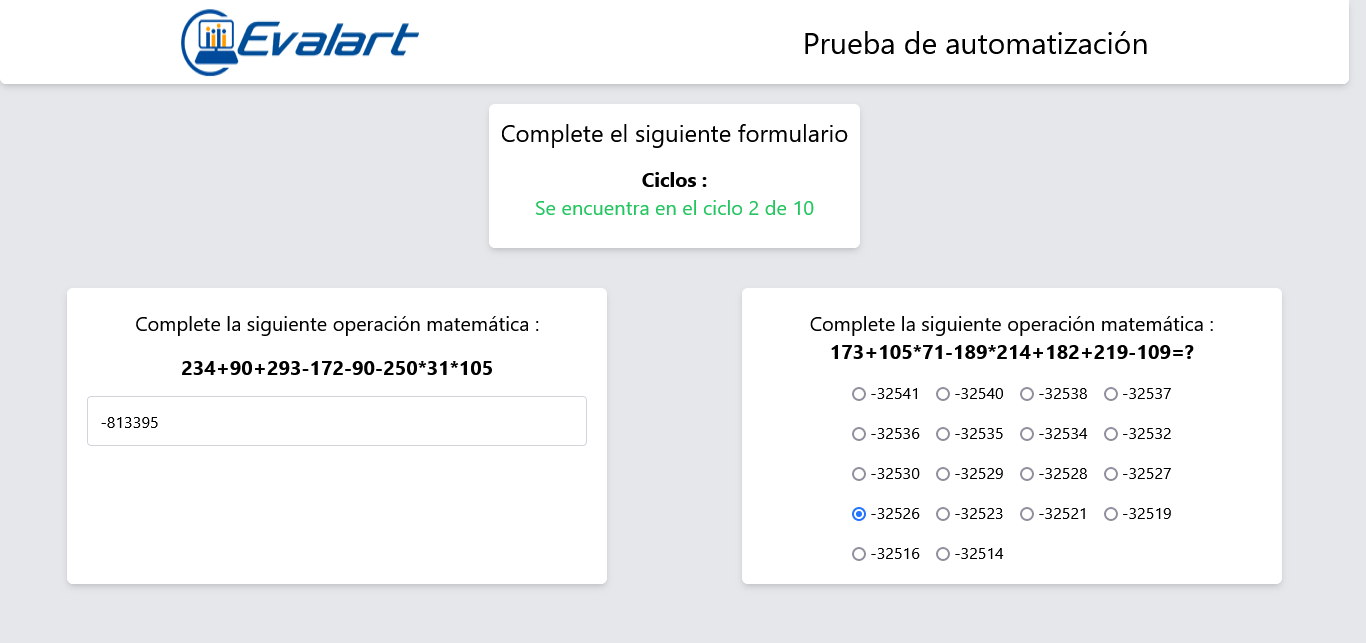 Evalart
Prueba de automatización
Complete el siguiente formulario
Ciclos :
Se encuentra en el ciclo 2 de 10
Complete la siguiente operación matemática :
234+90+293-172-90-250*31*105
-813395
Complete la siguiente operación matemática :
173+105*71-189*214+182+219-109=?
-32541 -32540 -32538 -32537
-32536 -32535 -32534 -32532
-32530 -32529 -32528 -32527
-32526 -32523 -32521 -32519
-32516 -32514